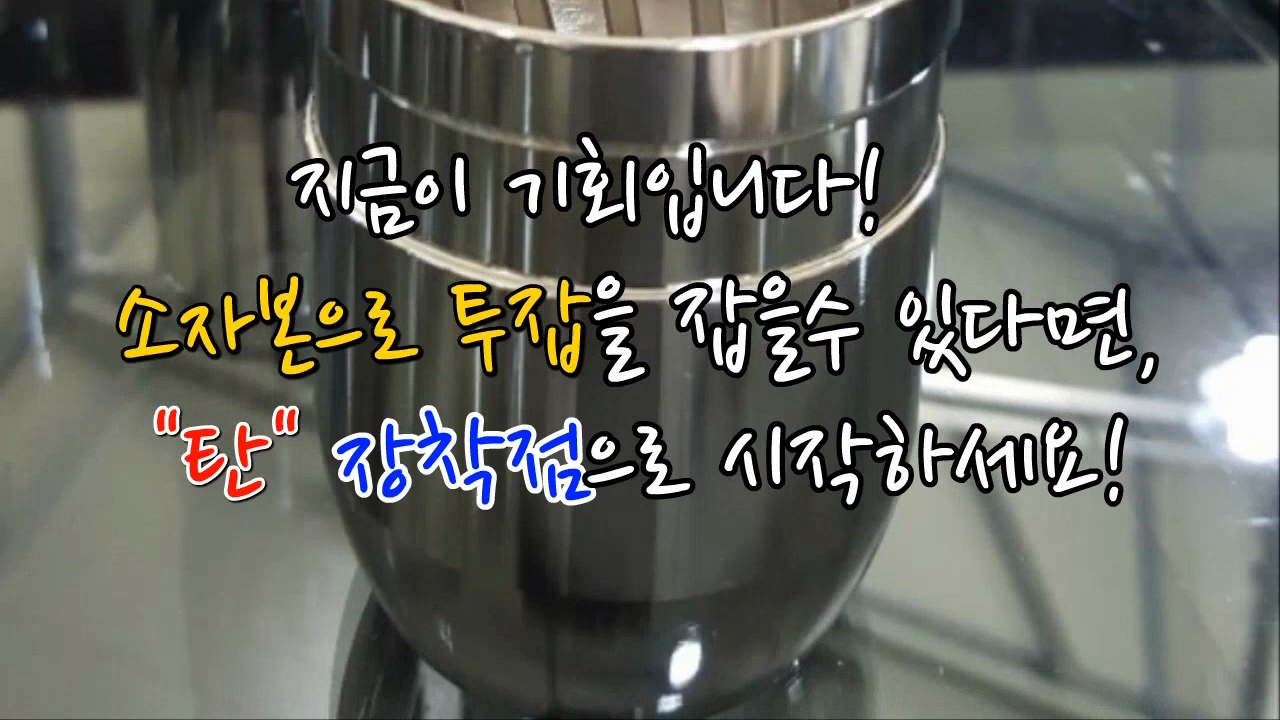 지금이 기회입니다!
소자본으로 투잡을 잡을수 있다면,
"탄" 장착점으로 시작하세요!